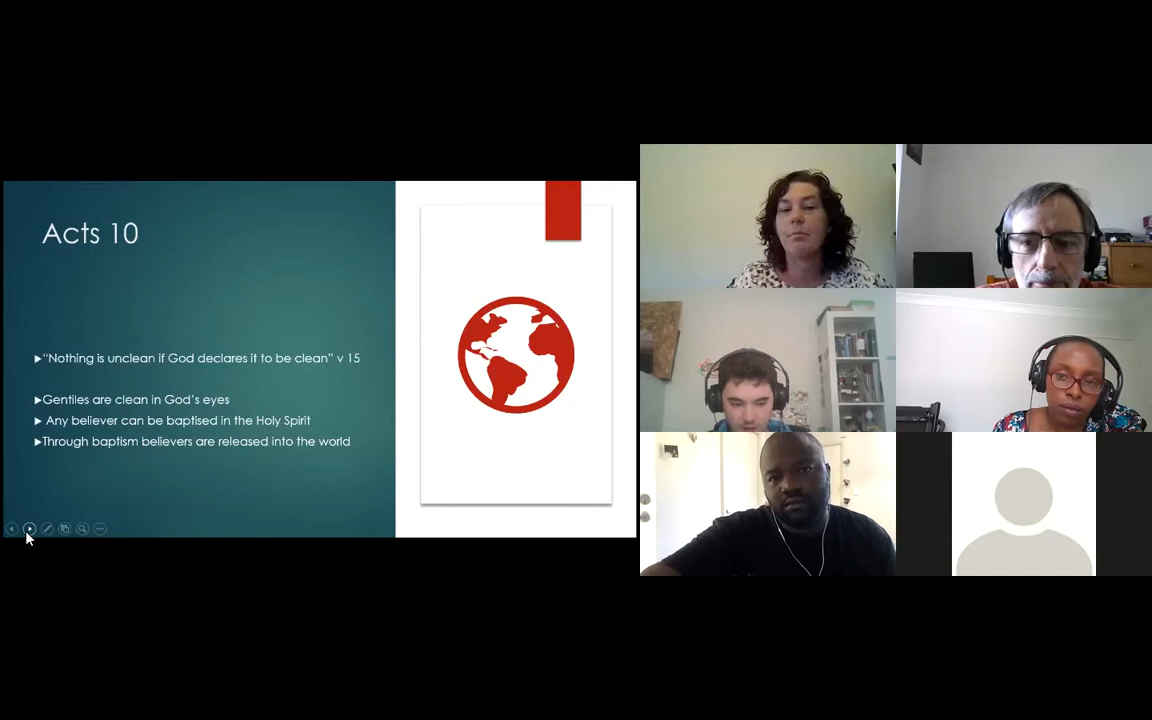 Acts 10
"Nothing is unclean if God declares it to be clean" v 15
Gentiles are clean in God's eyes
Any believer can be baptised in the Holy Spirit
Through baptism believers are released into the world